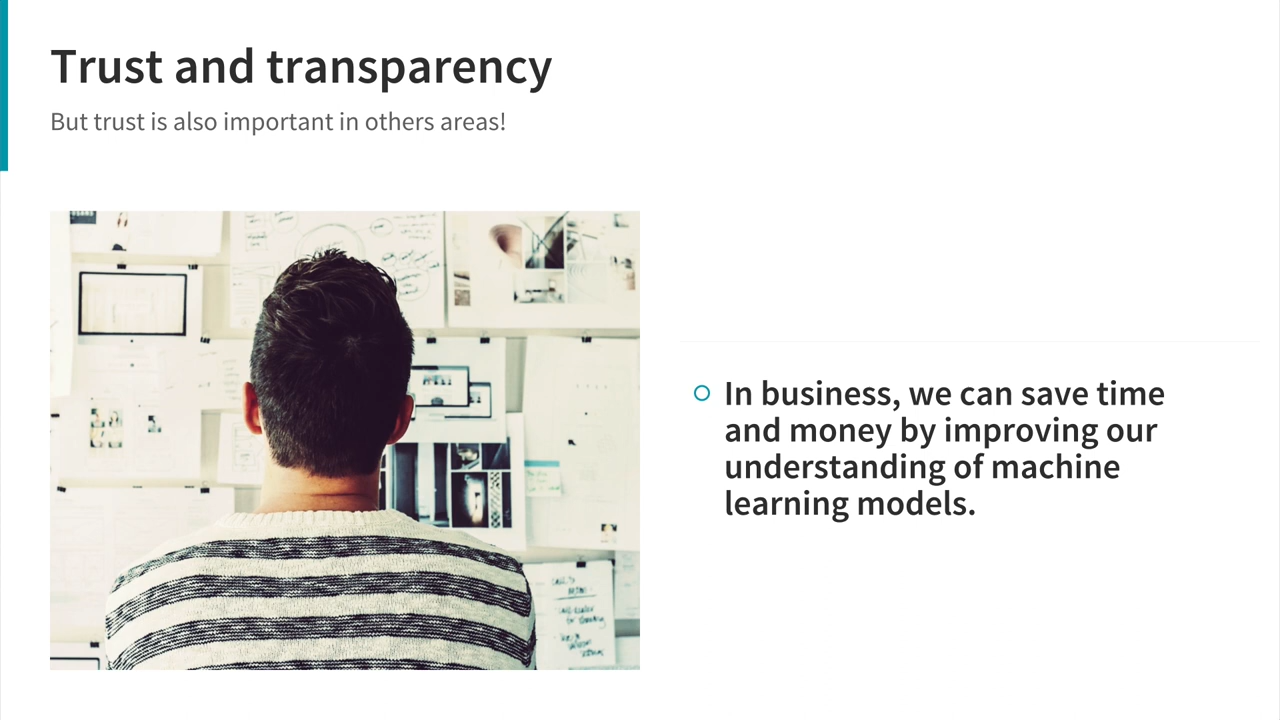 Trust and transparency
But trust is also important in others areas!
In business, we can save time
and money by improving our
understanding of machine
learning models.